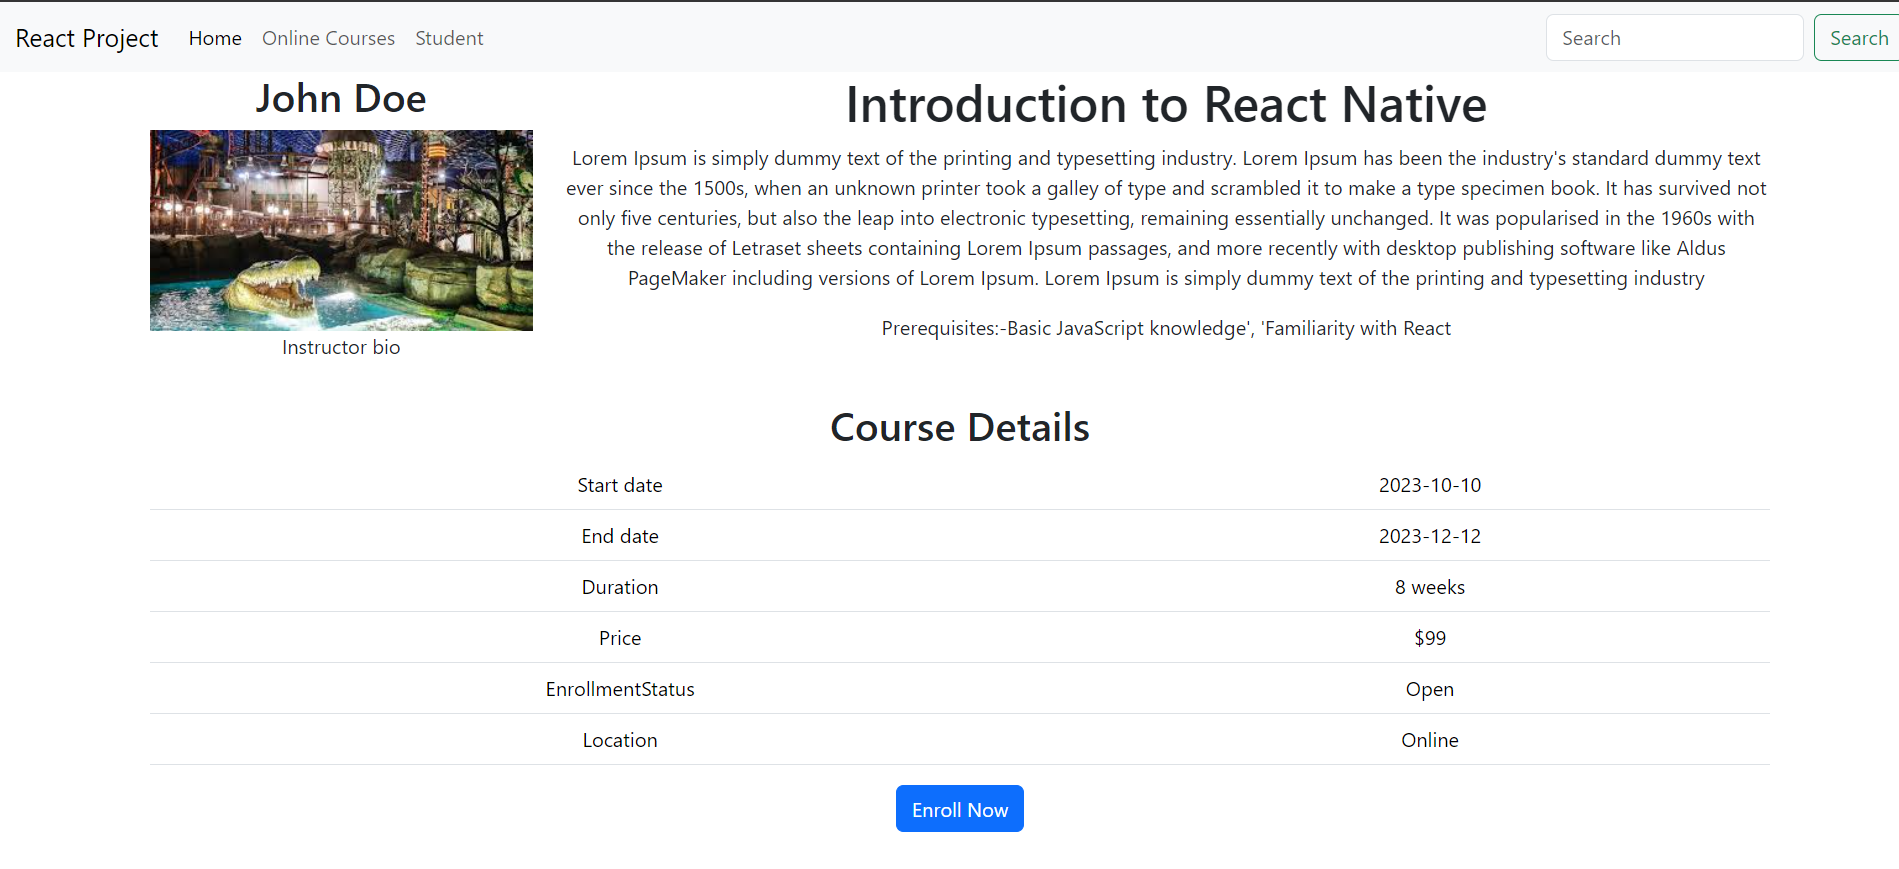 React Project Home Online Courses Student Search Search
John Doe
Instructor bio
Introduction to React Native
Lorem Ipsum is simply dummy text of the printing and typesetting industry. Lorem Ipsum has been the industry's standard dummy text
ever since the 1500s, when an unknown printer took a galley of type and scrambled it to make a type specimen book. It has survived not
only five centuries, but also the leap into electronic typesetting, remaining essentially unchanged. It was popularised in the 1960s with
the release of Letraset sheets containing Lorem Ipsum passages, and more recently with desktop publishing software like Aldus
PageMaker including versions of Lorem Ipsum. Lorem Ipsum is simply dummy text of the printing and typesetting industry
Prerequisites:-Basic JavaScript knowledge', 'Familiarity with React
Course Details
Start date 2023-10-10
End date 2023-12-12
Duration 8 weeks
Price $99
EnrollmentStatus Open
Location Online
Enroll Now